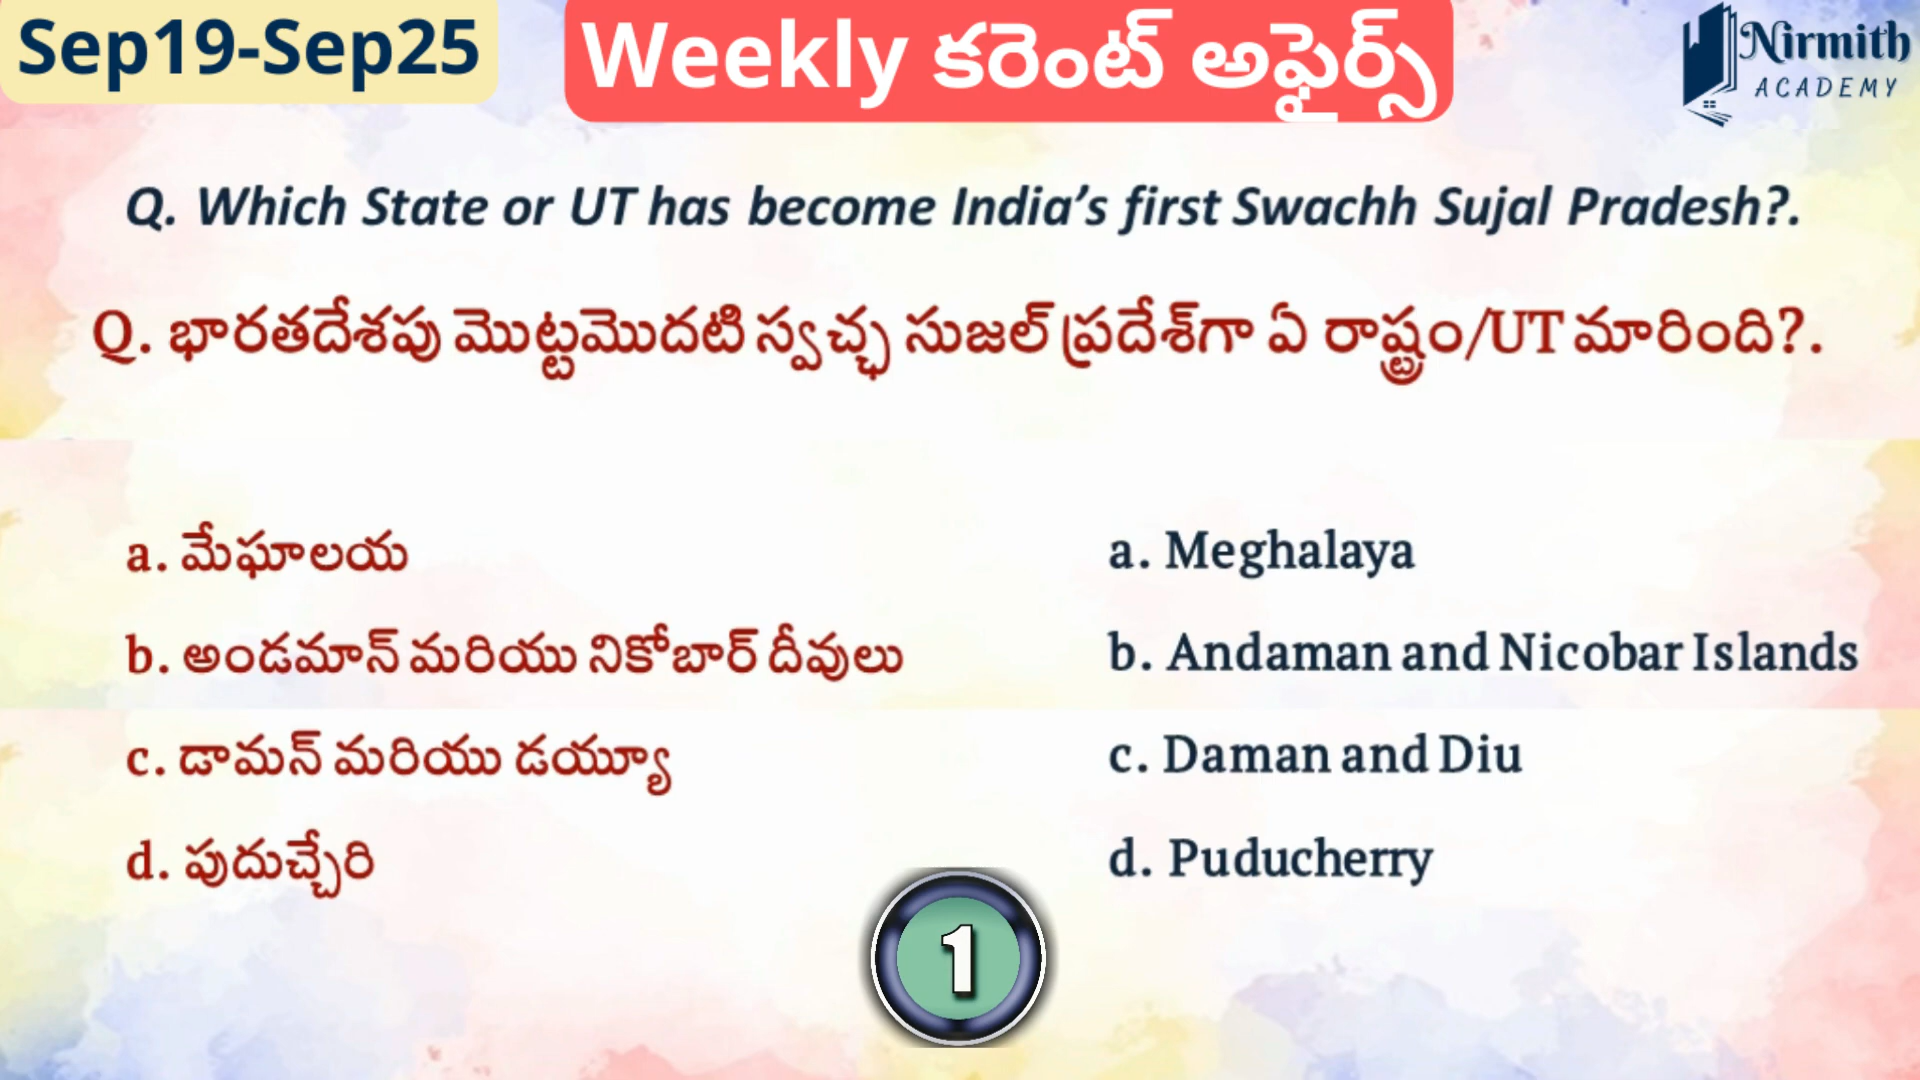 Sep19-Sep25
Weekly కరెంట్ అఫైర్స్
Nirmith
ACADEMY
Q. Which State or UT has become India’s first Swachh Sujal Pradesh?.
Q. భారతదేశపు మొట్టమొదటి స్వచ్ఛ సుజల్ ప్రదేశ్‌గా ఏ రాష్ట్రం/UT మారింది?.
a. మేఘాలయ
b. అండమాన్ మరియు నికోబార్ దీవులు
c. డామన్ మరియు డయ్యూ
d. పుదుచ్చేరి
a. Meghalaya
b. Andaman and Nicobar Islands
c. Daman and Diu
d. Puducherry
1